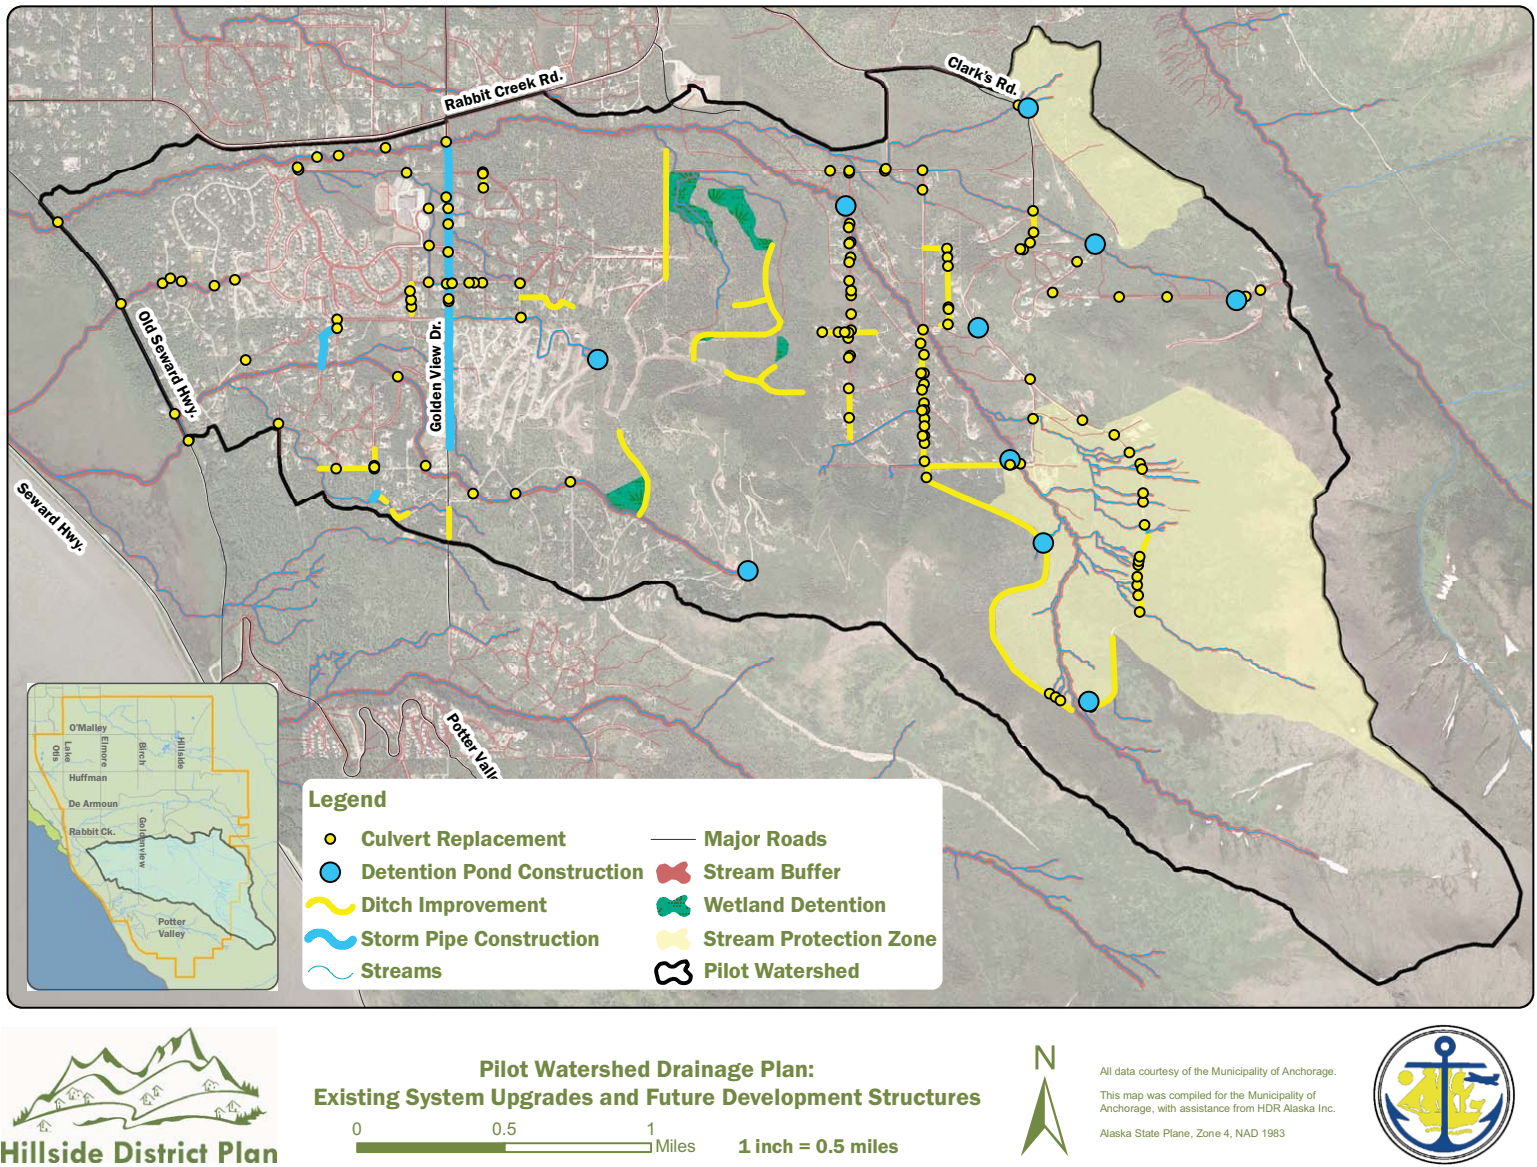 Rabbit Creek Rd.
Clark's Rd.
Old Seward Hwy.
Golden View Dr.
Seward Hwy.
Potter Valle
O'Malley
Otis
Lake
Elmore
Birch
Hillside
Huffman
De Armoun
Rabbit Ck.
Goldenview
Potter
Valley
Legend
Culvert Replacement
Detention Pond Construction
Ditch Improvement
Storm Pipe Construction
Streams
Major Roads
Stream Buffer
Wetland Detention
Stream Protection Zone
Pilot Watershed
Hillside District Plan
Pilot Watershed Drainage Plan:
Existing System Upgrades and Future Development Structures
0 0.5 1
Miles
1 inch = 0.5 miles
N
All data courtesy of the Municipality of Anchorage.
This map was compiled for the Municipality of
Anchorage, with assistance from HDR Alaska Inc.
Alaska State Plane, Zone 4, NAD 1983